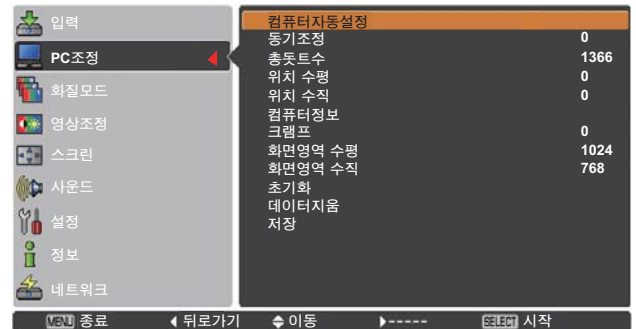 입력
PC조정
화질모드
영상조정
스크린
사운드
설정
정보
네트워크
컴퓨터자동설정
동기조정 0
총돗트수 1366
위치 수평 0
위치 수직 0
컴퓨터정보
크램프 0
화면영역 수평 1024
화면영역 수직 768
초기화
데이터지움
저장
MENU 종료 뒤로가기 이동 ----- SELECT 시작